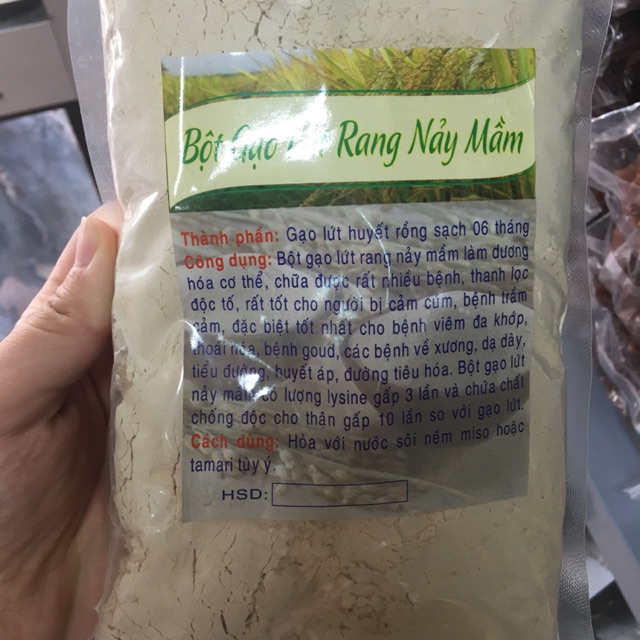 Bột Gạo Rang Nảy Mầm
Thành phần: Gạo lứt huyết rồng sạch 06 tháng
Công dụng: Bột gạo lứt rang nảy mầm làm dương
hóa cơ thể, chữa được rất nhiều bệnh, thanh lọc
độc tố, rất tốt cho người bị cảm cúm, bệnh trầm
cảm, đặc biệt tốt nhất cho bệnh viêm đa khớp,
thoái hóa, bệnh goud, các bệnh về xương, dạ dày,
tiểu đường, huyết áp, đường tiêu hóa. Bột gạo lứt
nảy mầm có lượng lysine gấp 3 lần và chứa chất
chống độc cho thân gấp 10 lần so với gạo lứt.
Cách dùng: Hòa với nước sôi nêm miso hoặc
tamari tùy ý.
HSD: